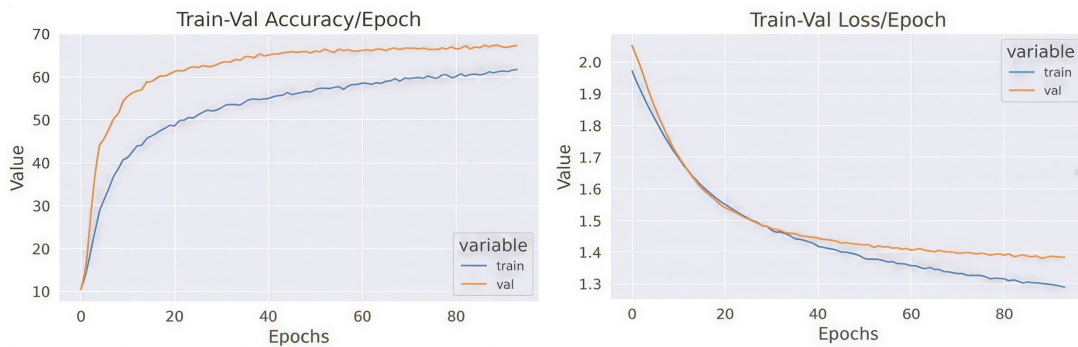 Train-Val Accuracy/Epoch
70
60
50
40
30
20
10
Value
0
20
40
60
80
Epochs
variable
train
val
Train-Val Loss/Epoch
2.0
1.9
1.8
1.7
1.6
1.5
1.4
1.3
Value
0
20
40
60
80
Epochs
variable
train
val